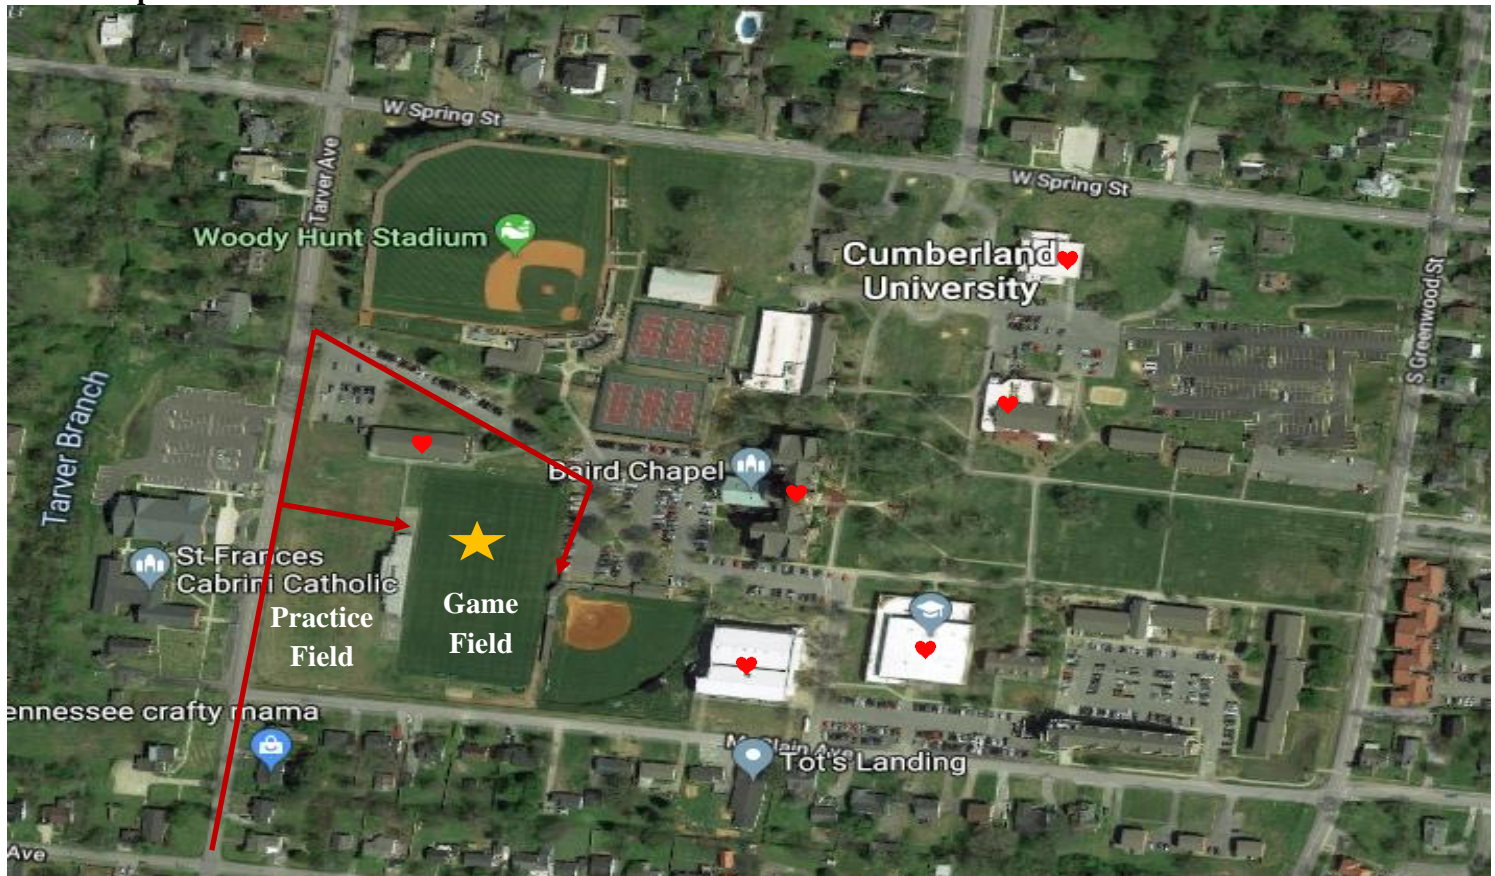 W Spring St
Tarver Ave
W Spring St
Woody Hunt Stadium
Cumberland
University
S Greenwood St
Tarver Branch
Baird Chapel
St Frances
Cabrini Catholic
Practice
Field
Game
Field
ennessee crafty mama
Ave
Tot's Landing
Ave